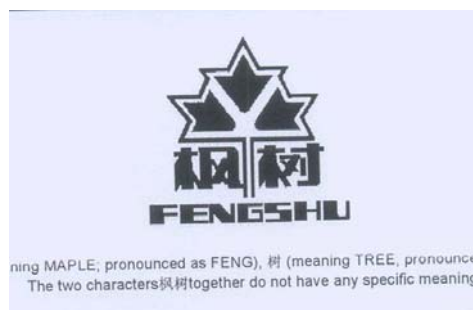 枫树
FENGSHU
ning MAPLE; pronounced as FENG), 树 (meaning TREE, pronounce
The two characters枫树together do not have any specific meaning